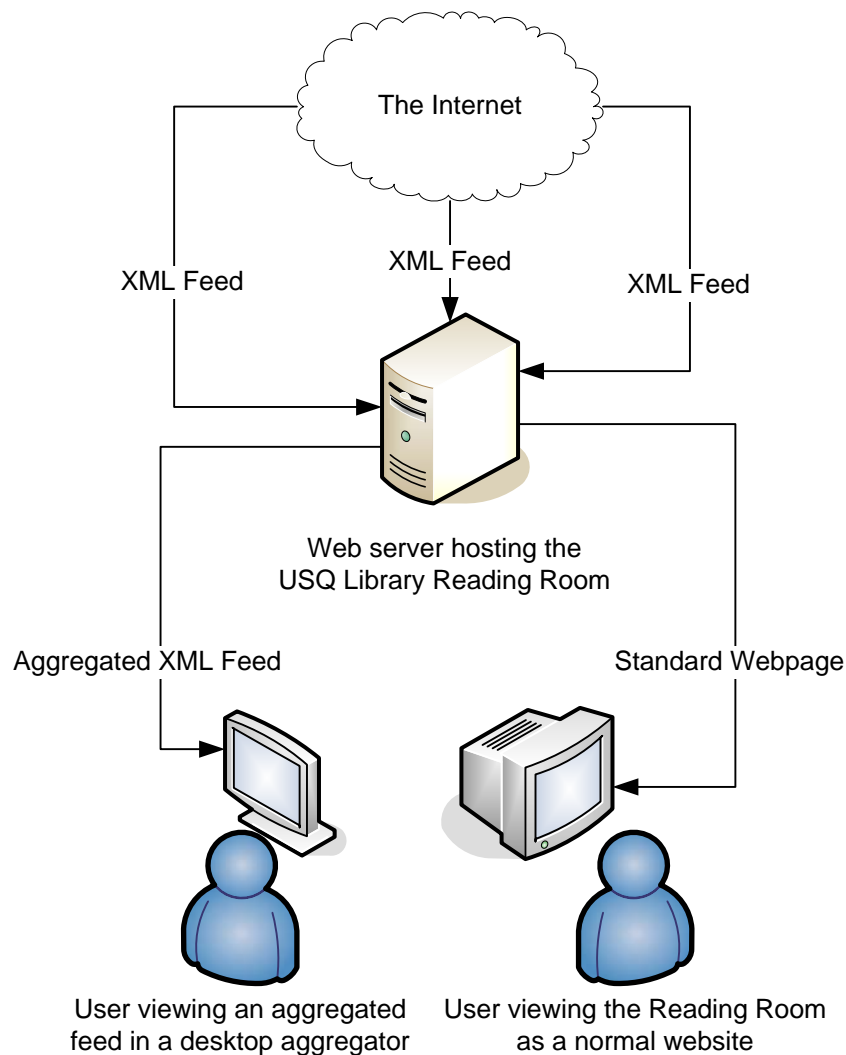 The Internet
XML Feed
XML Feed
XML Feed
Web server hosting the
USQ Library Reading Room
Aggregated XML Feed
Standard Webpage
User viewing an aggregated
feed in a desktop aggregator
User viewing the Reading Room
as a normal website